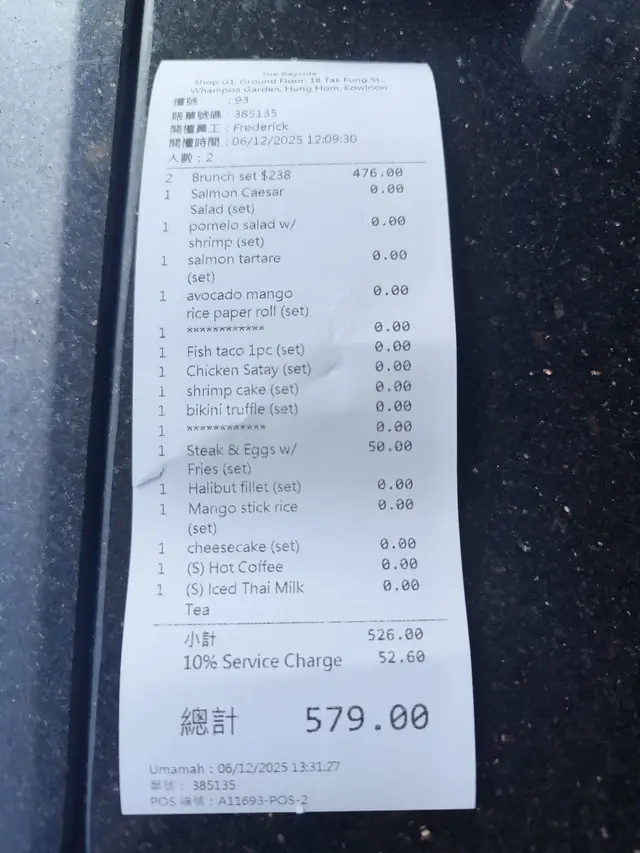 The Bayside
Shop G1, Ground Floor, 18 Tak Fung St.,
Whampoa Garden, Hung Hom, Kowloon
檯號 : 93
賬單號碼 : 385135
開檯員工 : Frederick
開檯時間 : 06/12/2025 12:09:30
人數 : 2
2 Brunch set $238 476.00
1 Salmon Caesar 0.00
Salad (set)
1 pomelo salad w/ 0.00
shrimp (set)
1 salmon tartare 0.00
(set)
1 avocado mango 0.00
rice paper roll (set)
1 ************ 0.00
1 Fish taco 1pc (set) 0.00
1 Chicken Satay (set) 0.00
1 shrimp cake (set) 0.00
1 bikini truffle (set) 0.00
1 ************ 0.00
1 Steak & Eggs w/ 50.00
Fries (set)
1 Halibut fillet (set) 0.00
1 Mango stick rice 0.00
(set)
1 cheesecake (set) 0.00
1 (S) Hot Coffee 0.00
1 (S) Iced Thai Milk 0.00
Tea
小計 526.00
10% Service Charge 52.60
總計 579.00
Umamah : 06/12/2025 13:31:27
單號 : 385135
POS 編號 : A11693-POS-2